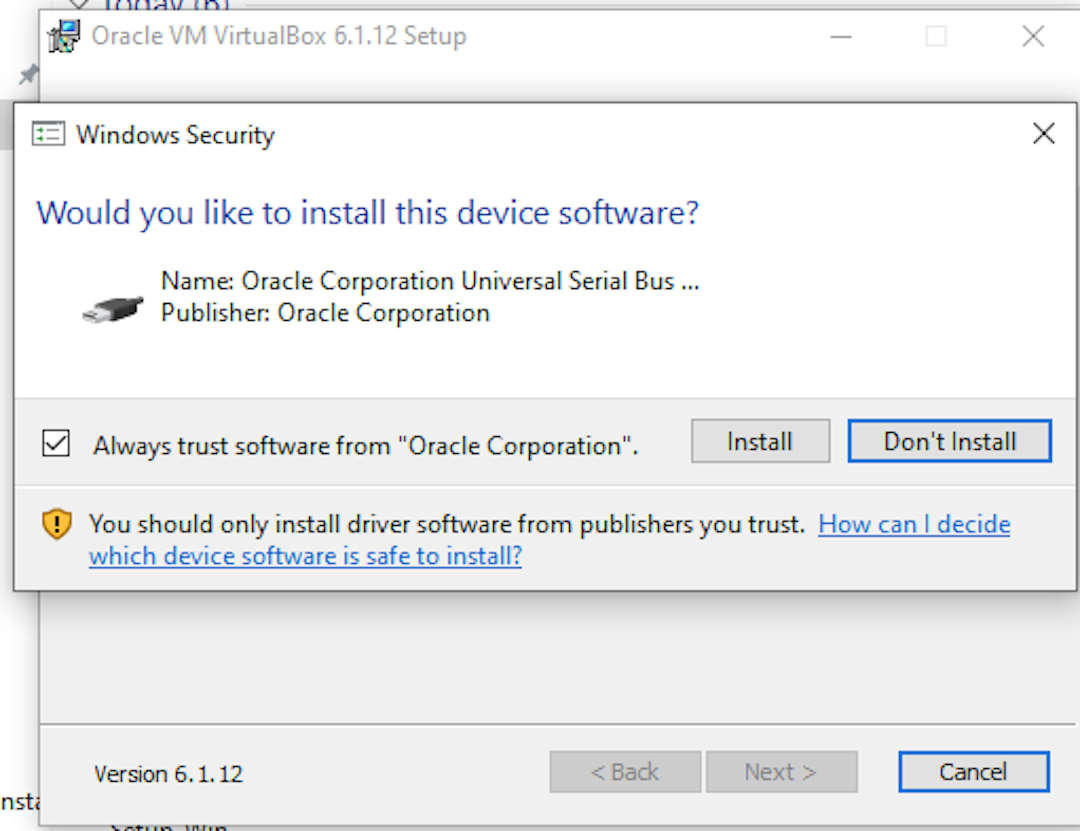 Today (6)
Oracle VM VirtualBox 6.1.12 Setup
Windows Security
Would you like to install this device software?
Name: Oracle Corporation Universal Serial Bus ...
Publisher: Oracle Corporation
Always trust software from "Oracle Corporation".
Install
Don't Install
You should only install driver software from publishers you trust. How can I decide
which device software is safe to install?
Version 6.1.12
< Back
Next >
Cancel